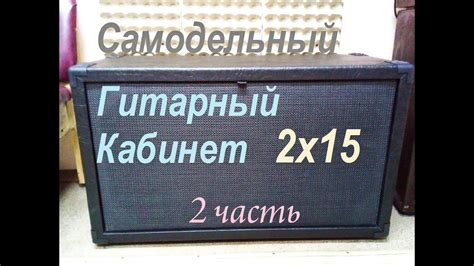 Самодельный
Гитарный
Кабинет 2х15
2 часть